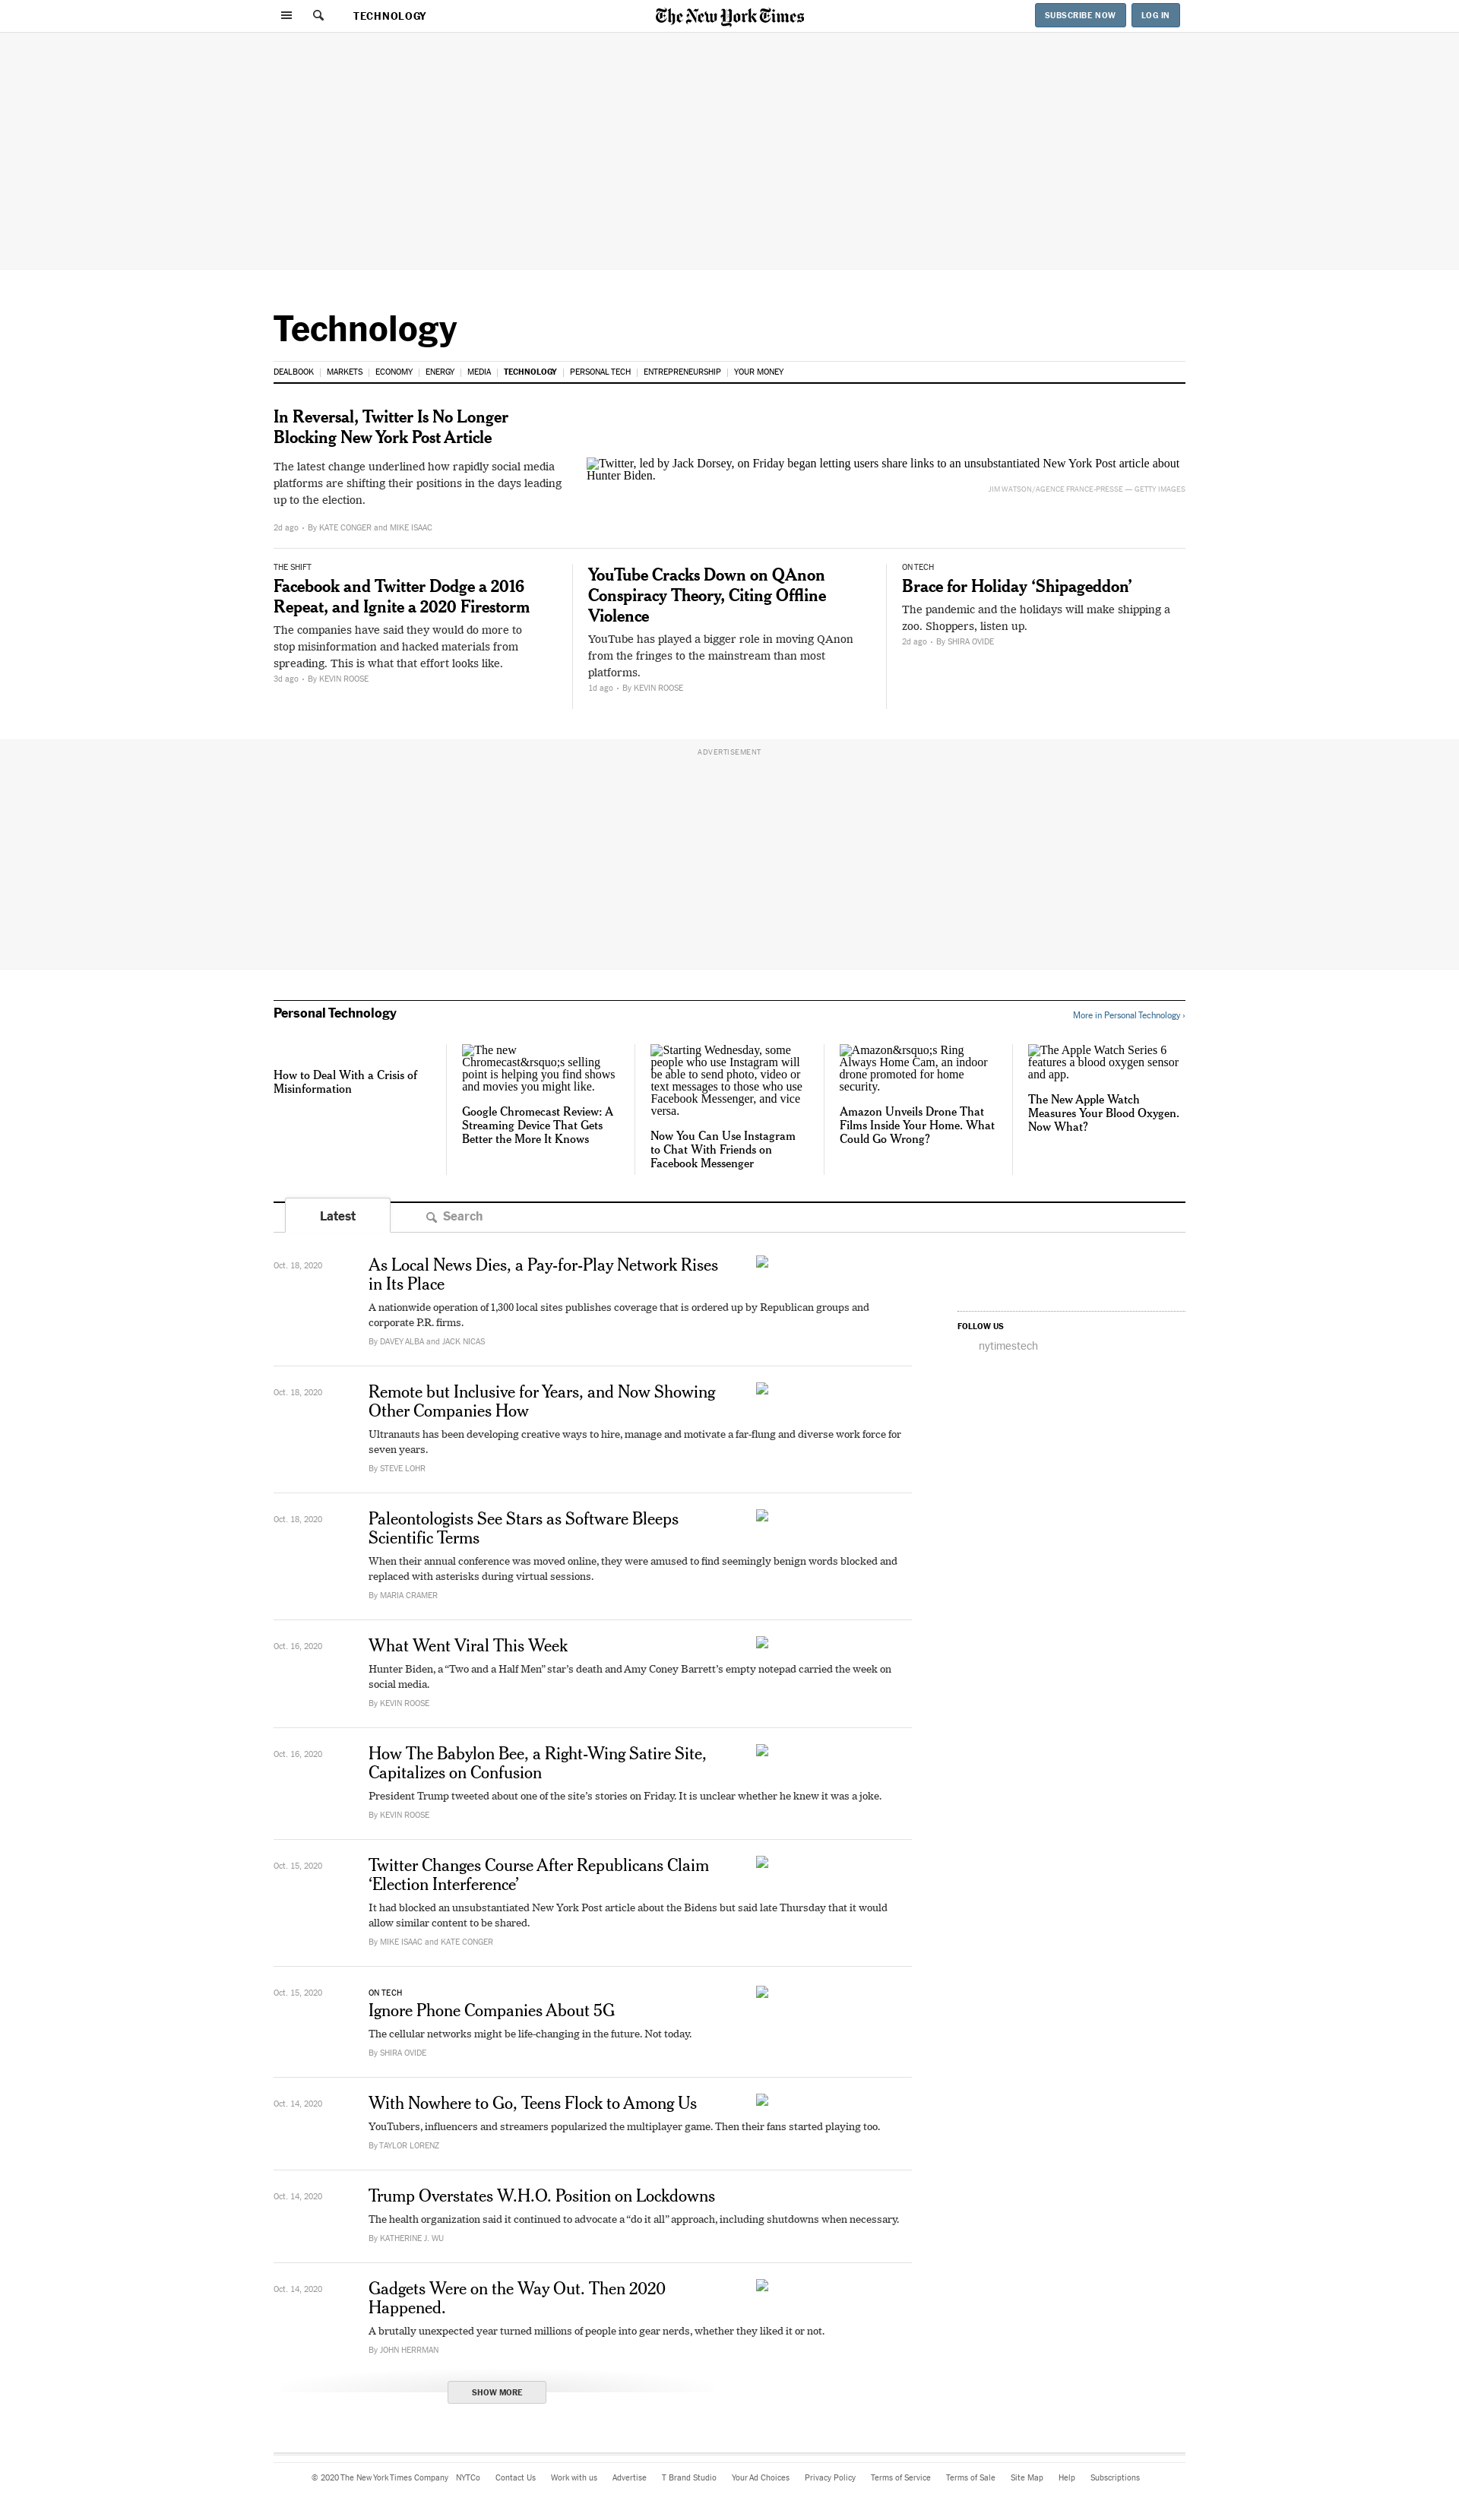 TECHNOLOGY
The New York Times
SUBSCRIBE NOW
LOG IN
Technology
DEALBOOK
MARKETS
ECONOMY
ENERGY
MEDIA
TECHNOLOGY
PERSONAL TECH
ENTREPRENEURSHIP
YOUR MONEY
In Reversal, Twitter Is No Longer
Blocking New York Post Article
The latest change underlined how rapidly social media
platforms are shifting their positions in the days leading
up to the election.
2d ago • By KATE CONGER and MIKE ISAAC
Twitter, led by Jack Dorsey, on Friday began letting users share links to an unsubstantiated New York Post article about
Hunter Biden.
JIM WATSON/AGENCE FRANCE-PRESSE — GETTY IMAGES
THE SHIFT
Facebook and Twitter Dodge a 2016
Repeat, and Ignite a 2020 Firestorm
The companies have said they would do more to
stop misinformation and hacked materials from
spreading. This is what that effort looks like.
3d ago • By KEVIN ROOSE
YouTube Cracks Down on QAnon
Conspiracy Theory, Citing Offline
Violence
YouTube has played a bigger role in moving QAnon
from the fringes to the mainstream than most
platforms.
1d ago • By KEVIN ROOSE
ON TECH
Brace for Holiday ‘Shipageddon’
The pandemic and the holidays will make shipping a
zoo. Shoppers, listen up.
2d ago • By SHIRA OVIDE
ADVERTISEMENT
Personal Technology
More in Personal Technology ›
How to Deal With a Crisis of
Misinformation
The new
Chromecast&rsquo;s selling
point is helping you find shows
and movies you might like.
Google Chromecast Review: A
Streaming Device That Gets
Better the More It Knows
Starting Wednesday, some
people who use Instagram will
be able to send photo, video or
text messages to those who use
Facebook Messenger, and vice
versa.
Now You Can Use Instagram
to Chat With Friends on
Facebook Messenger
Amazon&rsquo;s Ring
Always Home Cam, an indoor
drone promoted for home
security.
Amazon Unveils Drone That
Films Inside Your Home. What
Could Go Wrong?
The Apple Watch Series 6
features a blood oxygen sensor
and app.
The New Apple Watch
Measures Your Blood Oxygen.
Now What?
Latest
Search
Oct. 18, 2020
As Local News Dies, a Pay-for-Play Network Rises
in Its Place
A nationwide operation of 1,300 local sites publishes coverage that is ordered up by Republican groups and
corporate P.R. firms.
By DAVEY ALBA and JACK NICAS
FOLLOW US
nytimestech
Oct. 18, 2020
Remote but Inclusive for Years, and Now Showing
Other Companies How
Ultranauts has been developing creative ways to hire, manage and motivate a far-flung and diverse work force for
seven years.
By STEVE LOHR
Oct. 18, 2020
Paleontologists See Stars as Software Bleeps
Scientific Terms
When their annual conference was moved online, they were amused to find seemingly benign words blocked and
replaced with asterisks during virtual sessions.
By MARIA CRAMER
Oct. 16, 2020
What Went Viral This Week
Hunter Biden, a “Two and a Half Men” star’s death and Amy Coney Barrett’s empty notepad carried the week on
social media.
By KEVIN ROOSE
Oct. 16, 2020
How The Babylon Bee, a Right-Wing Satire Site,
Capitalizes on Confusion
President Trump tweeted about one of the site’s stories on Friday. It is unclear whether he knew it was a joke.
By KEVIN ROOSE
Oct. 15, 2020
Twitter Changes Course After Republicans Claim
‘Election Interference’
It had blocked an unsubstantiated New York Post article about the Bidens but said late Thursday that it would
allow similar content to be shared.
By MIKE ISAAC and KATE CONGER
Oct. 15, 2020
ON TECH
Ignore Phone Companies About 5G
The cellular networks might be life-changing in the future. Not today.
By SHIRA OVIDE
Oct. 14, 2020
With Nowhere to Go, Teens Flock to Among Us
YouTubers, influencers and streamers popularized the multiplayer game. Then their fans started playing too.
By TAYLOR LORENZ
Oct. 14, 2020
Trump Overstates W.H.O. Position on Lockdowns
The health organization said it continued to advocate a “do it all” approach, including shutdowns when necessary.
By KATHERINE J. WU
Oct. 14, 2020
Gadgets Were on the Way Out. Then 2020
Happened.
A brutally unexpected year turned millions of people into gear nerds, whether they liked it or not.
By JOHN HERRMAN
SHOW MORE
© 2020 The New York Times Company NYTCo Contact Us Work with us Advertise T Brand Studio Your Ad Choices Privacy Policy Terms of Service Terms of Sale Site Map Help Subscriptions